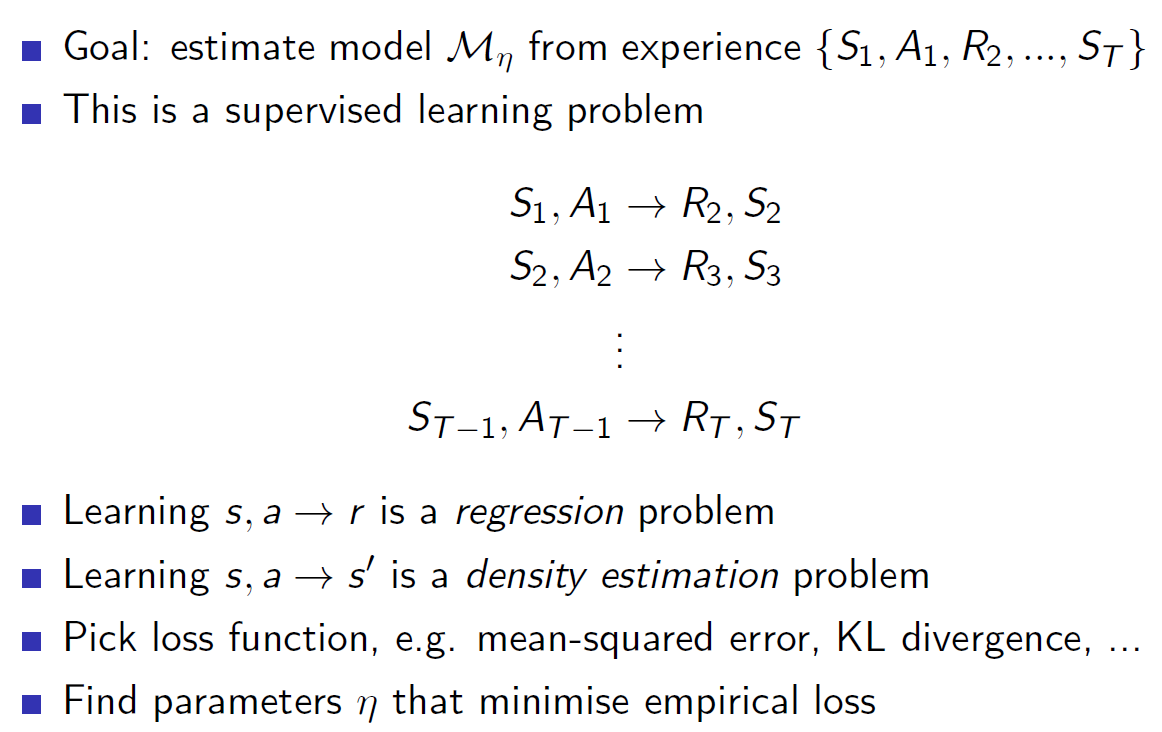 Goal: estimate model $\mathcal{M}_\eta$ from experience $\{S_1, A_1, R_2, ..., S_T\}$
This is a supervised learning problem
$S_1, A_1 \to R_2, S_2$
$S_2, A_2 \to R_3, S_3$
$\vdots$
$S_{T-1}, A_{T-1} \to R_T, S_T$
Learning $s, a \to r$ is a regression problem
Learning $s, a \to s'$ is a density estimation problem
Pick loss function, e.g. mean-squared error, KL divergence, ...
Find parameters $\eta$ that minimise empirical loss